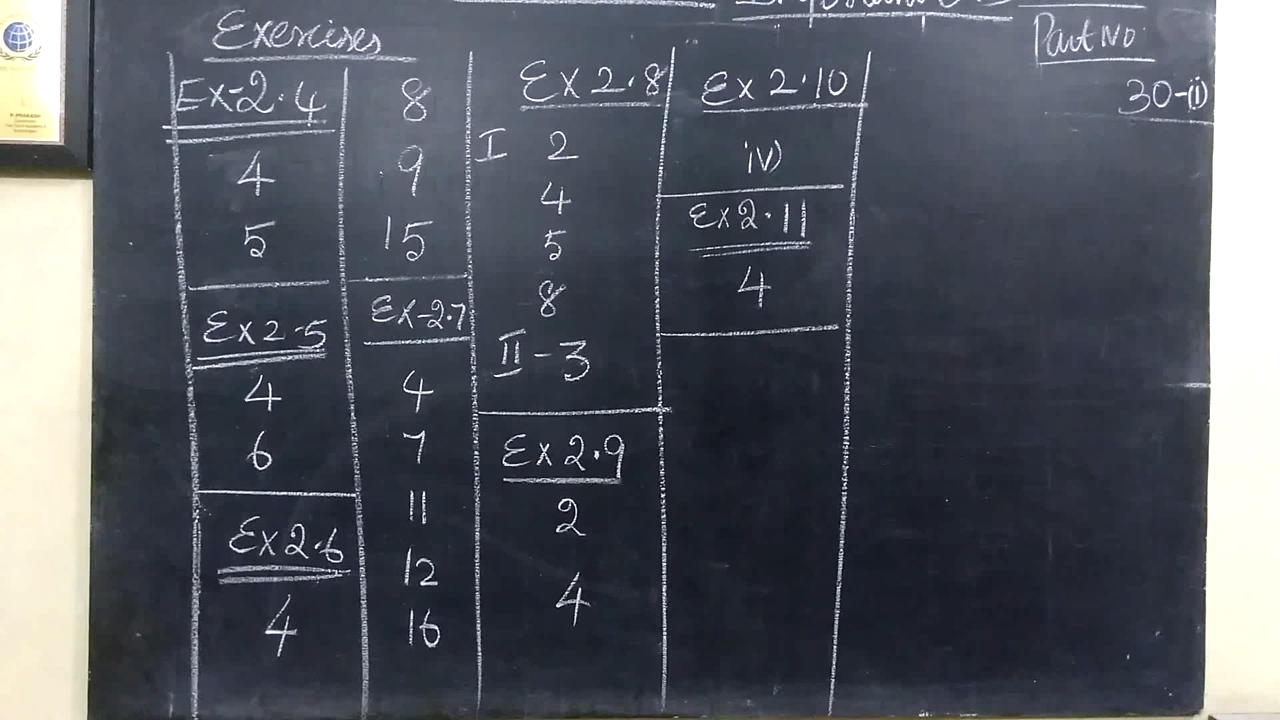 Exercises
Part No
30-(i)
Ex-2.4
4
5
Ex 2.5
4
6
Ex 2.6
4
8
9
15
Ex-2.7
4
7
11
12
16
Ex 2.8
I 2
4
5
8
II-3
Ex 2.9
2
4
Ex 2.10
iv)
Ex 2.11
4